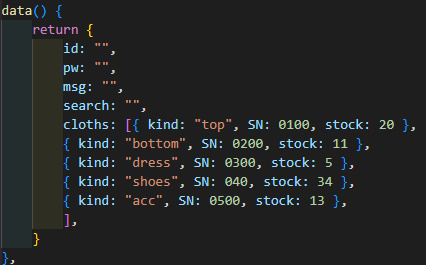 data() {
return {
id: "",
pw: "",
msg: "",
search: "",
cloths: [{ kind: "top", SN: 0100, stock: 20 },
{ kind: "bottom", SN: 0200, stock: 11 },
{ kind: "dress", SN: 0300, stock: 5 },
{ kind: "shoes", SN: 040, stock: 34 },
{ kind: "acc", SN: 0500, stock: 13 },
],
}
},